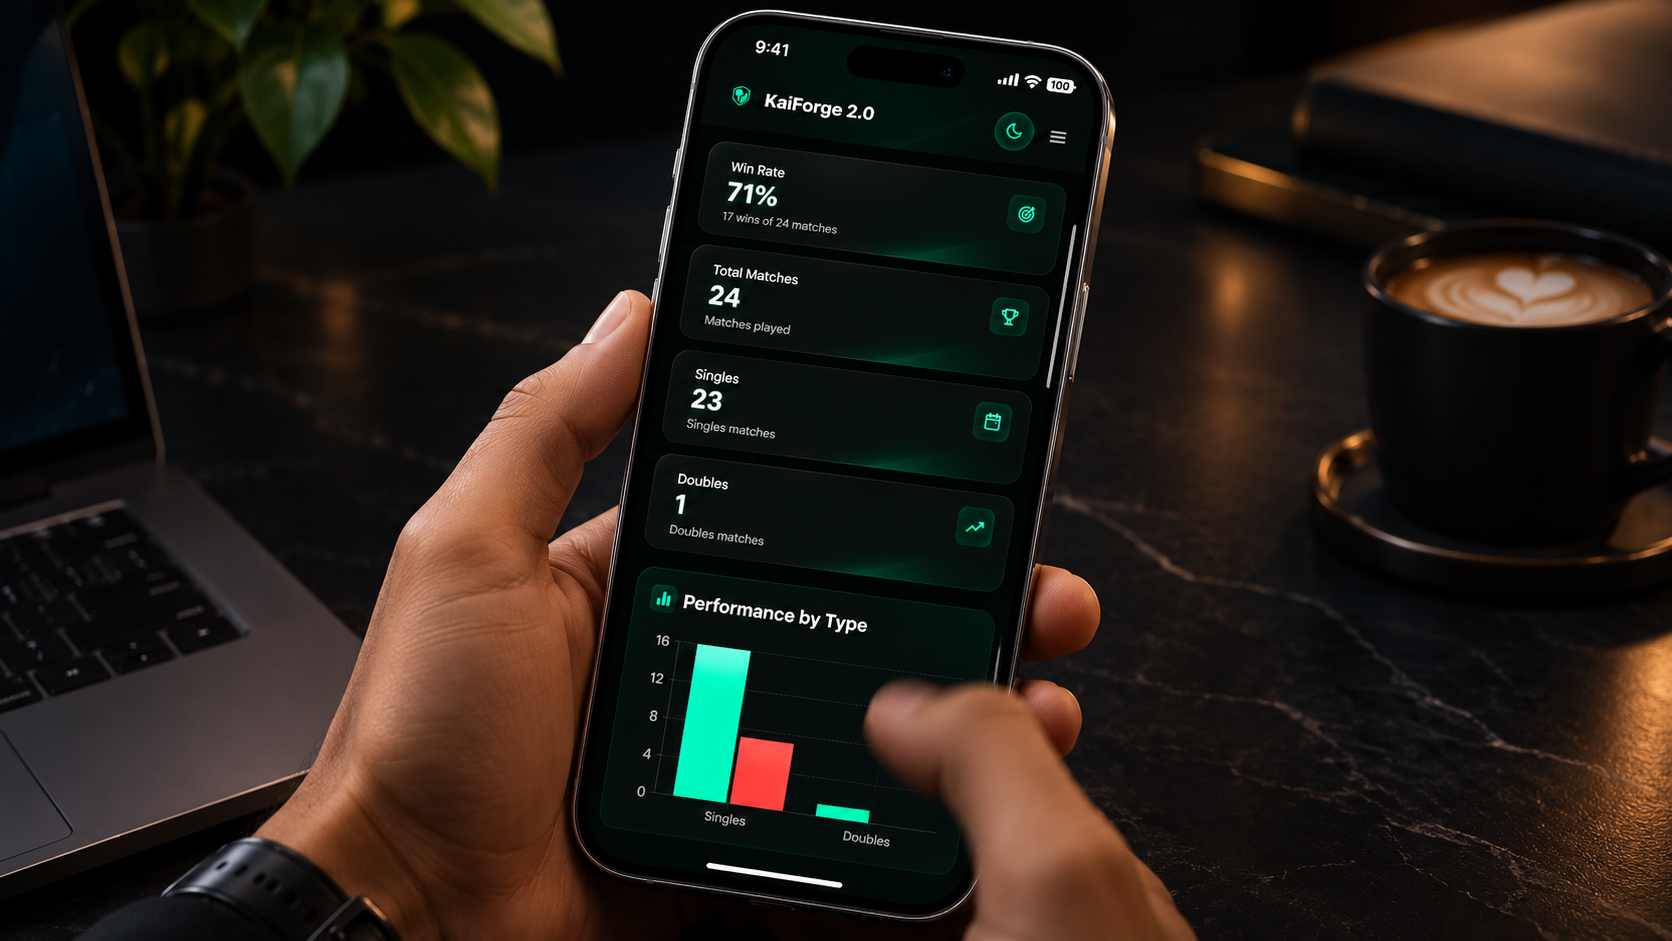 9:41
100
KaiForge 2.0
Win Rate
71%
17 wins of 24 matches
Total Matches
24
Matches played
Singles
23
Singles matches
Doubles
1
Doubles matches
Performance by Type
16
12
8
4
0
Singles
Doubles